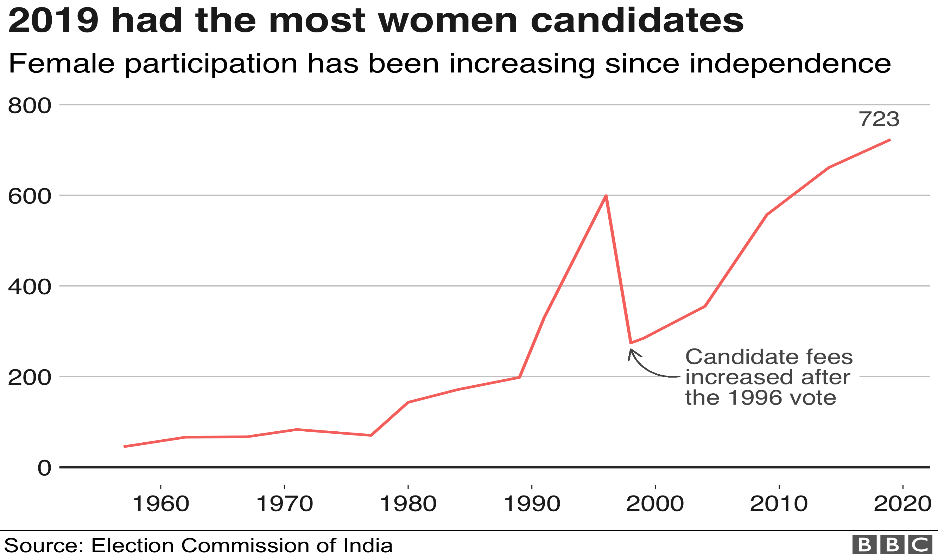 2019 had the most women candidates
Female participation has been increasing since independence
800
723
600
400
Candidate fees
increased after
the 1996 vote
200
0
1960 1970 1980 1990 2000 2010 2020
Source: Election Commission of India
BBC